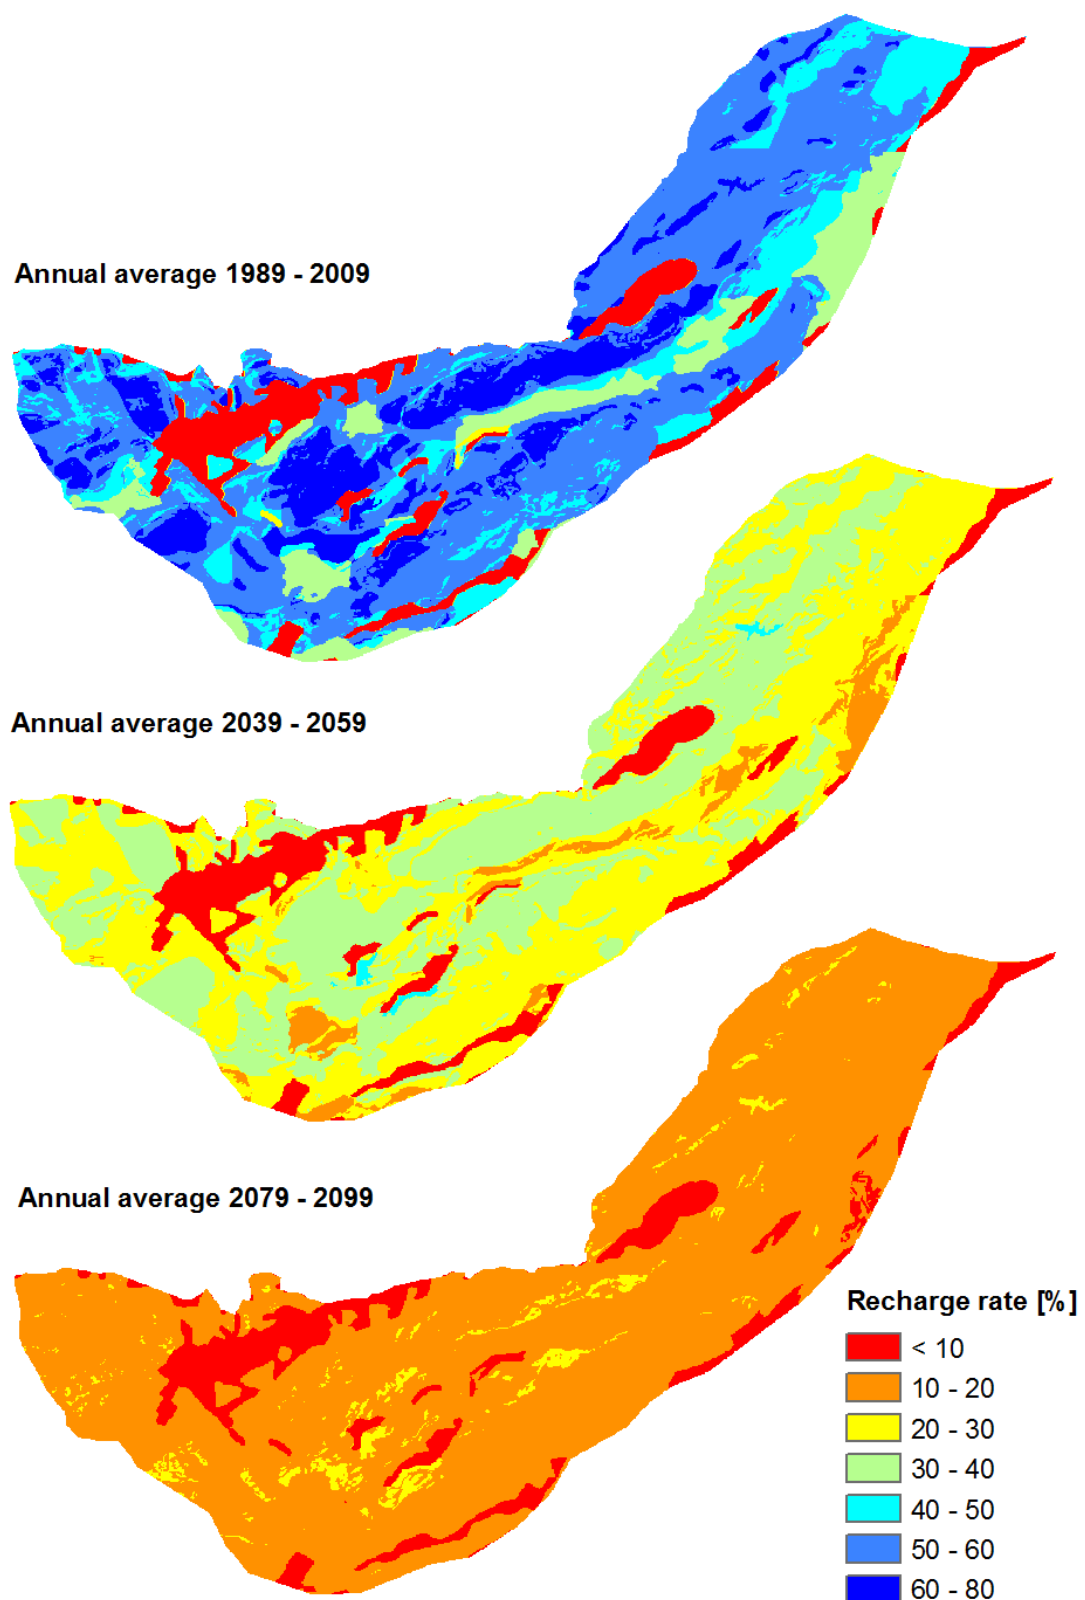 Annual average 1989 - 2009
Annual average 2039 - 2059
Annual average 2079 - 2099
Recharge rate [%]
< 10
10 - 20
20 - 30
30 - 40
40 - 50
50 - 60
60 - 80